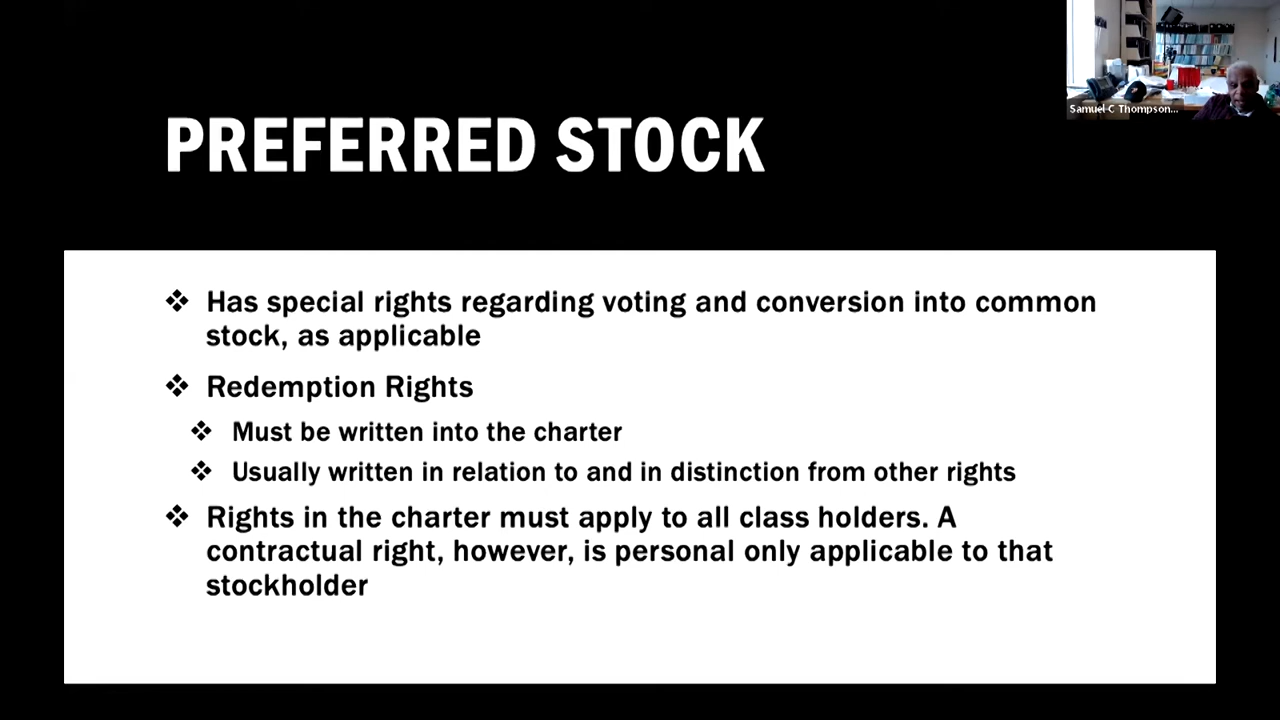 Samuel C Thompson...
PREFERRED STOCK
❖ Has special rights regarding voting and conversion into common
stock, as applicable
❖ Redemption Rights
❖ Must be written into the charter
❖ Usually written in relation to and in distinction from other rights
❖ Rights in the charter must apply to all class holders. A
contractual right, however, is personal only applicable to that
stockholder